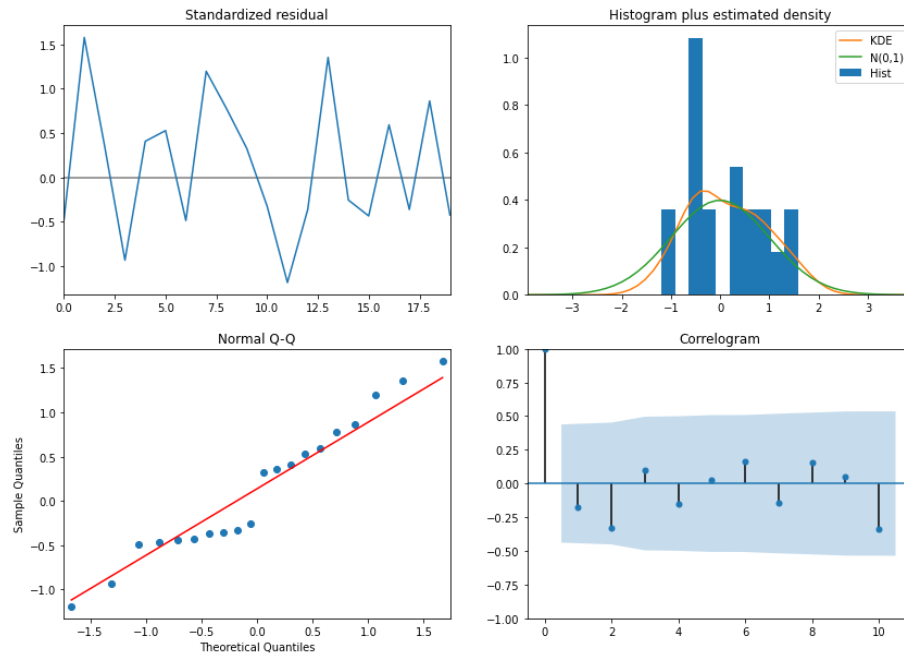 Standardized residual
1.5
1.0
0.5
0.0
−0.5
−1.0
0.0 2.5 5.0 7.5 10.0 12.5 15.0 17.5
Histogram plus estimated density
KDE
N(0,1)
Hist
1.0
0.8
0.6
0.4
0.2
0.0
−3 −2 −1 0 1 2 3
Normal Q-Q
Sample Quantiles
1.5
1.0
0.5
0.0
−0.5
−1.0
−1.5 −1.0 −0.5 0.0 0.5 1.0 1.5
Theoretical Quantiles
Correlogram
1.00
0.75
0.50
0.25
0.00
−0.25
−0.50
−0.75
−1.00
0 2 4 6 8 10